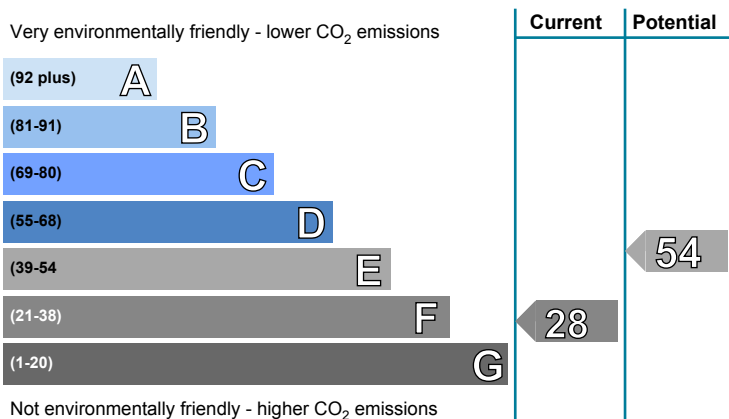 Current Potential
Very environmentally friendly - lower CO2 emissions
(92 plus) A
(81-91) B
(69-80) C
(55-68) D
54
(39-54 E
(21-38) F 28
(1-20) G
Not environmentally friendly - higher CO2 emissions